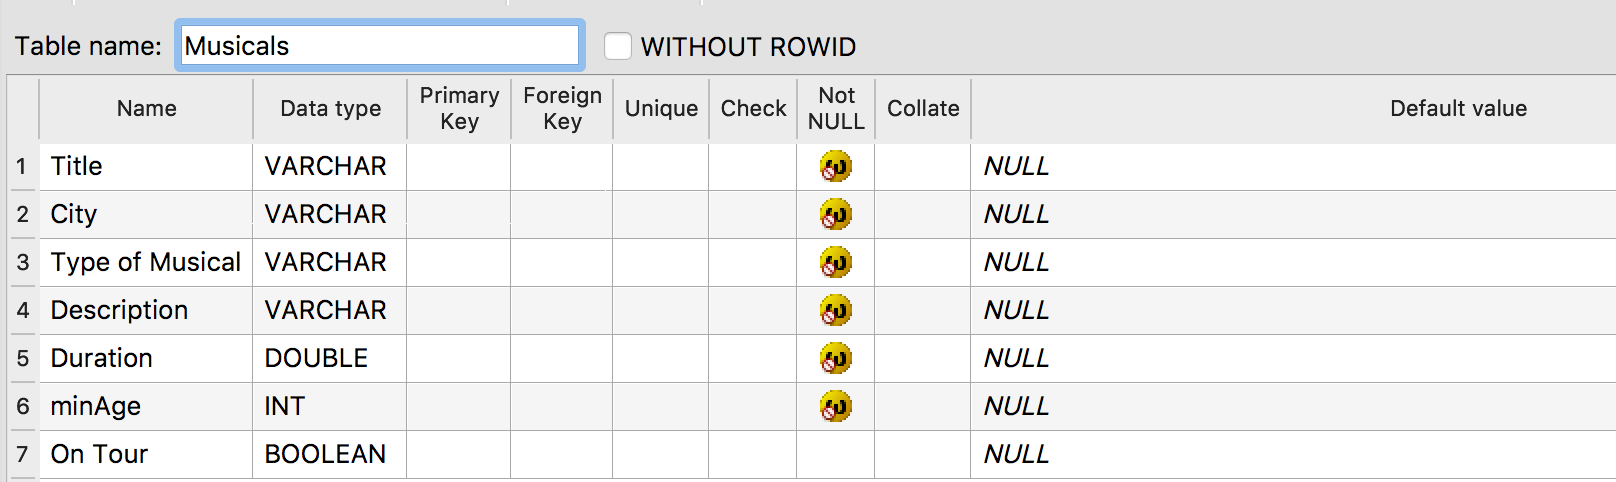 Table name: Musicals WITHOUT ROWID
Name Data type Primary Key Foreign Key Unique Check Not NULL Collate Default value
1 Title VARCHAR NULL
2 City VARCHAR NULL
3 Type of Musical VARCHAR NULL
4 Description VARCHAR NULL
5 Duration DOUBLE NULL
6 minAge INT NULL
7 On Tour BOOLEAN NULL